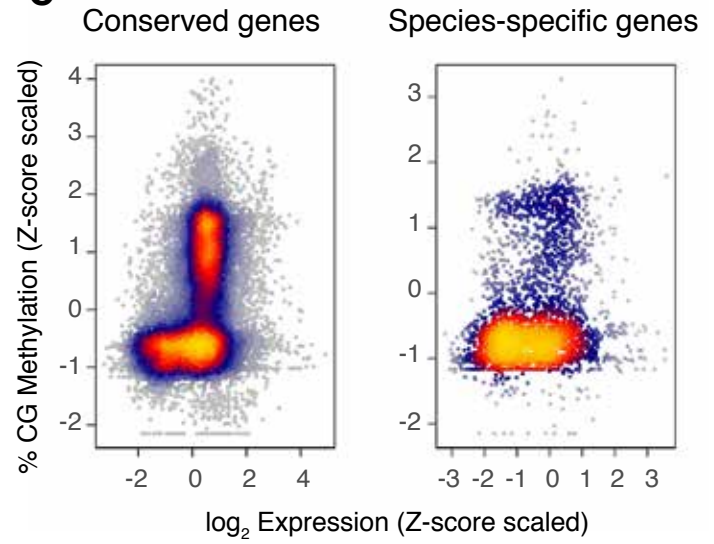 Conserved genes
Species-specific genes
% CG Methylation (Z-score scaled)
4
3
2
1
0
-1
-2
-2 0 2 4
3
2
1
0
-1
-2
-3 -2 -1 0 1 2 3
log2 Expression (Z-score scaled)